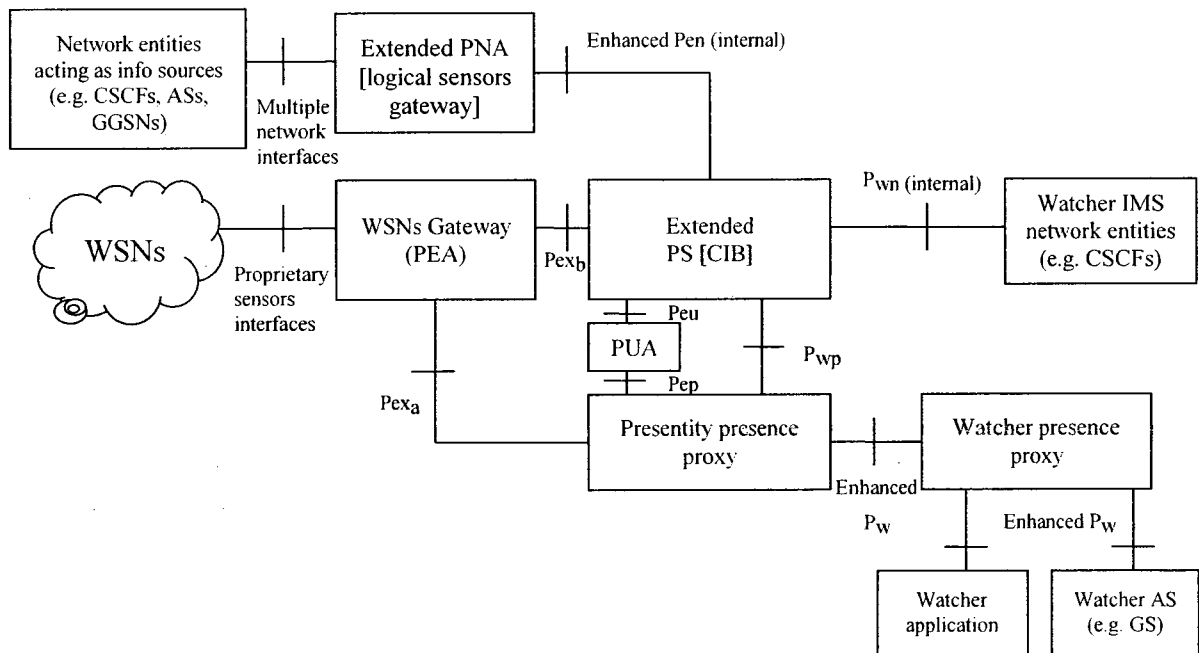 Network entities
acting as info sources
(e.g. CSCFs, ASs,
GGSNs)
Multiple
network
interfaces
Extended PNA
[logical sensors
gateway]
Enhanced Pen (internal)
WSNs
Proprietary
sensors
interfaces
WSNs Gateway
(PEA)
Pexb
Extended
PS [CIB]
Pwn (internal)
Watcher IMS
network entities
(e.g. CSCFs)
Peu
PUA
Pep
Pwp
Pexa
Presentity presence
proxy
Enhanced
Pw
Watcher presence
proxy
Enhanced Pw
Watcher
application
Watcher AS
(e.g. GS)